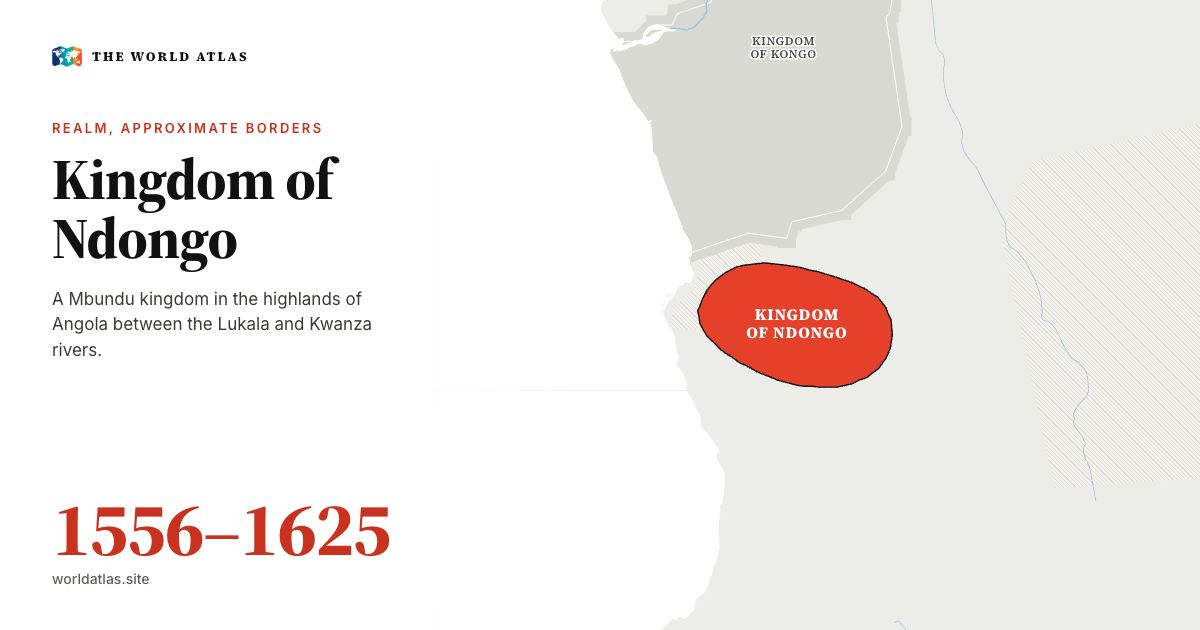 THE WORLD ATLAS
REALM, APPROXIMATE BORDERS
Kingdom of
Ndongo
A Mbundu kingdom in the highlands of
Angola between the Lukala and Kwanza
rivers.
1556–1625
worldatlas.site
KINGDOM
OF KONGO
KINGDOM
OF NDONGO